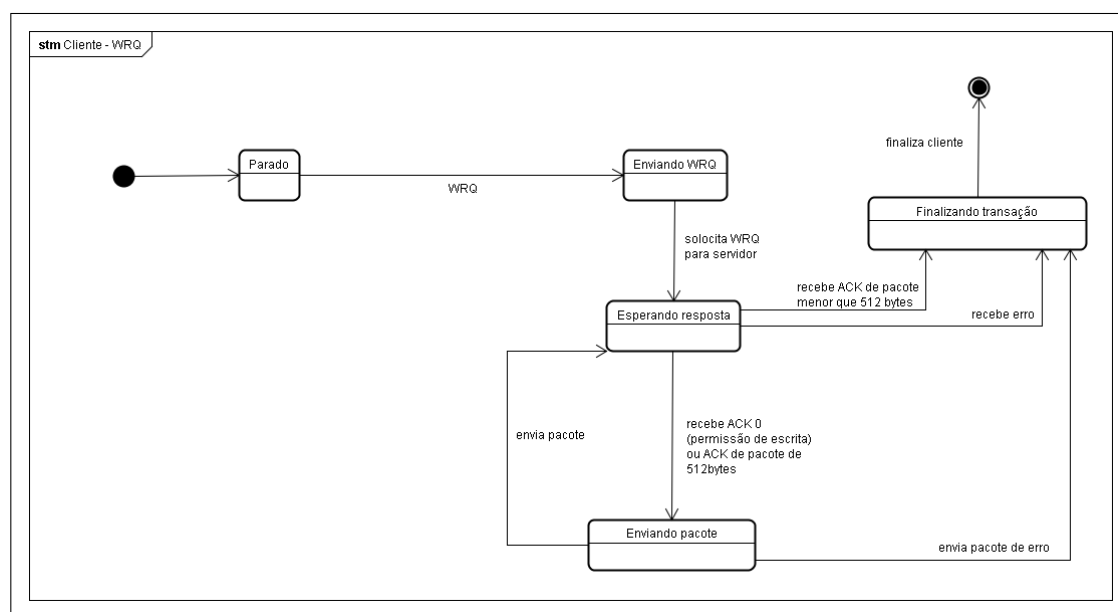 stm Cliente - WRQ
finaliza cliente
Parado
Enviando WRQ
WRQ
Finalizando transação
solocita WRQ
para servidor
recebe ACK de pacote
menor que 512 bytes
Esperando resposta
recebe erro
envia pacote
recebe ACK 0
(permissão de escrita)
ou ACK de pacote de
512bytes
Enviando pacote
envia pacote de erro